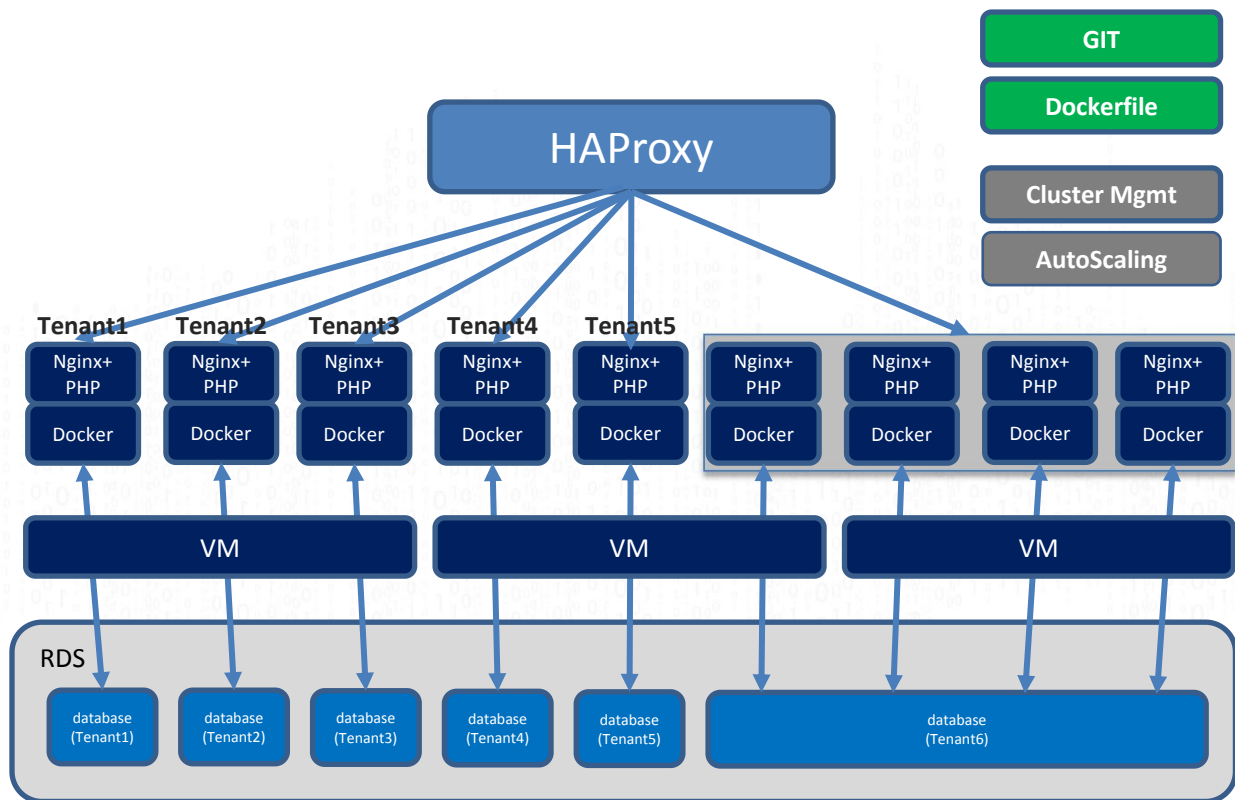 GIT
Dockerfile
HAProxy
Cluster Mgmt
AutoScaling
Tenant1
Tenant2
Tenant3
Tenant4
Tenant5
Nginx+
PHP
Nginx+
PHP
Nginx+
PHP
Nginx+
PHP
Nginx+
PHP
Nginx+
PHP
Nginx+
PHP
Nginx+
PHP
Nginx+
PHP
Docker
Docker
Docker
Docker
Docker
Docker
Docker
Docker
Docker
VM
VM
VM
RDS
database
(Tenant1)
database
(Tenant2)
database
(Tenant3)
database
(Tenant4)
database
(Tenant5)
database
(Tenant6)